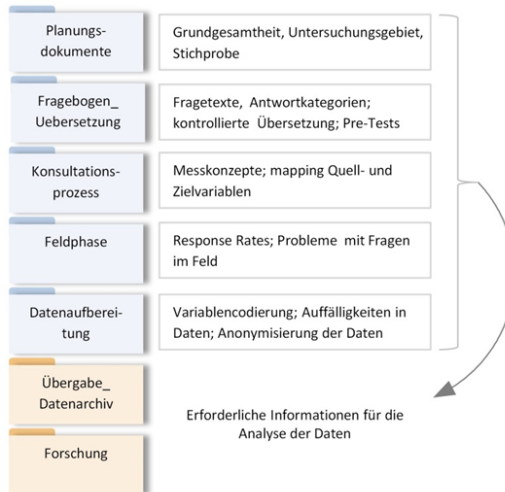 Planungs-
dokumente
Grundgesamtheit, Untersuchungsgebiet,
Stichprobe
Fragebogen_
Uebersetzung
Fragetexte, Antwortkategorien;
kontrollierte Übersetzung; Pre-Tests
Konsultations-
prozess
Messkonzepte; mapping Quell- und
Zielvariablen
Feldphase
Response Rates; Probleme mit Fragen
im Feld
Datenaufberei-
tung
Variablencodierung; Auffälligkeiten in
Daten; Anonymisierung der Daten
Übergabe_
Datenarchiv
Erforderliche Informationen für die
Analyse der Daten
Forschung